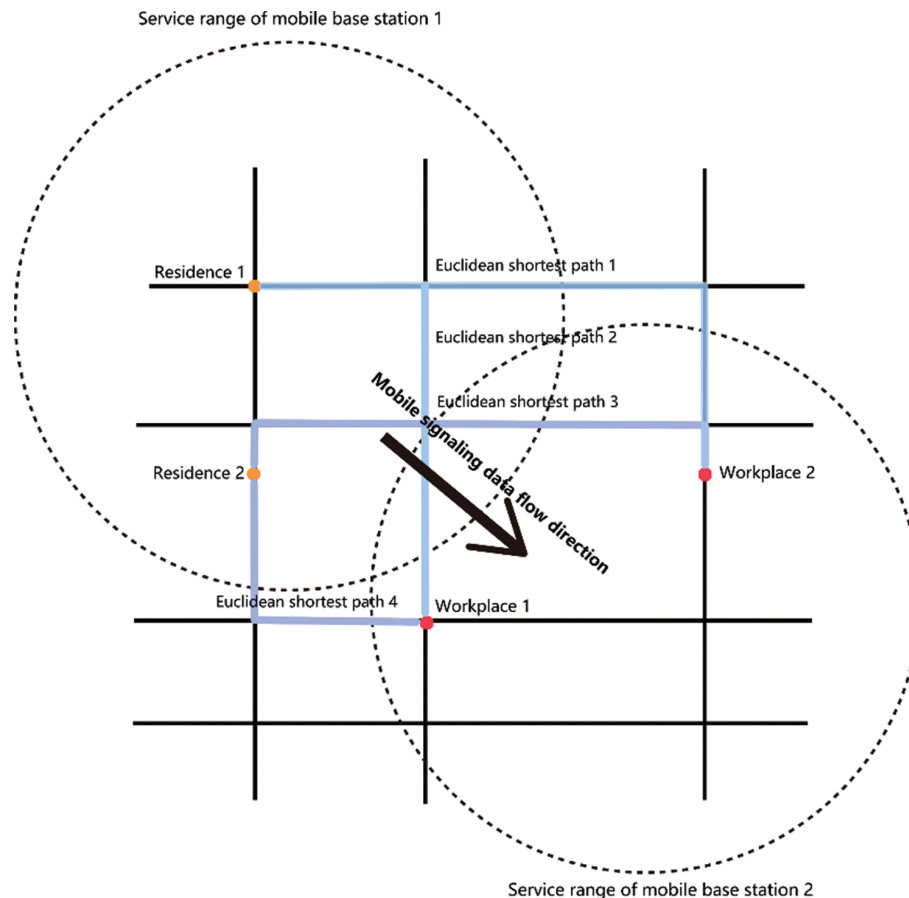 Service range of mobile base station 1
Residence 1
Euclidean shortest path 1
Euclidean shortest path 2
Mobile signaling data flow direction
Euclidean shortest path 3
Residence 2
Workplace 2
Euclidean shortest path 4
Workplace 1
Service range of mobile base station 2